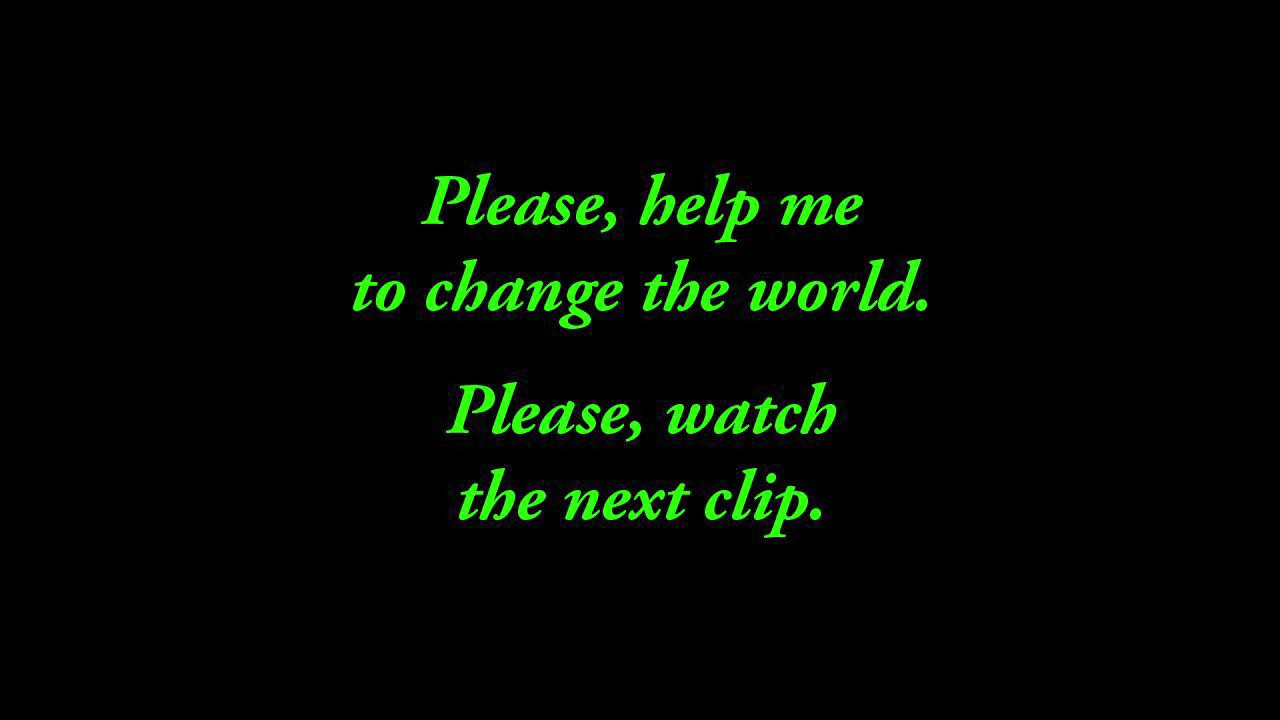 Please, help me
to change the world.
Please, watch
the next clip.